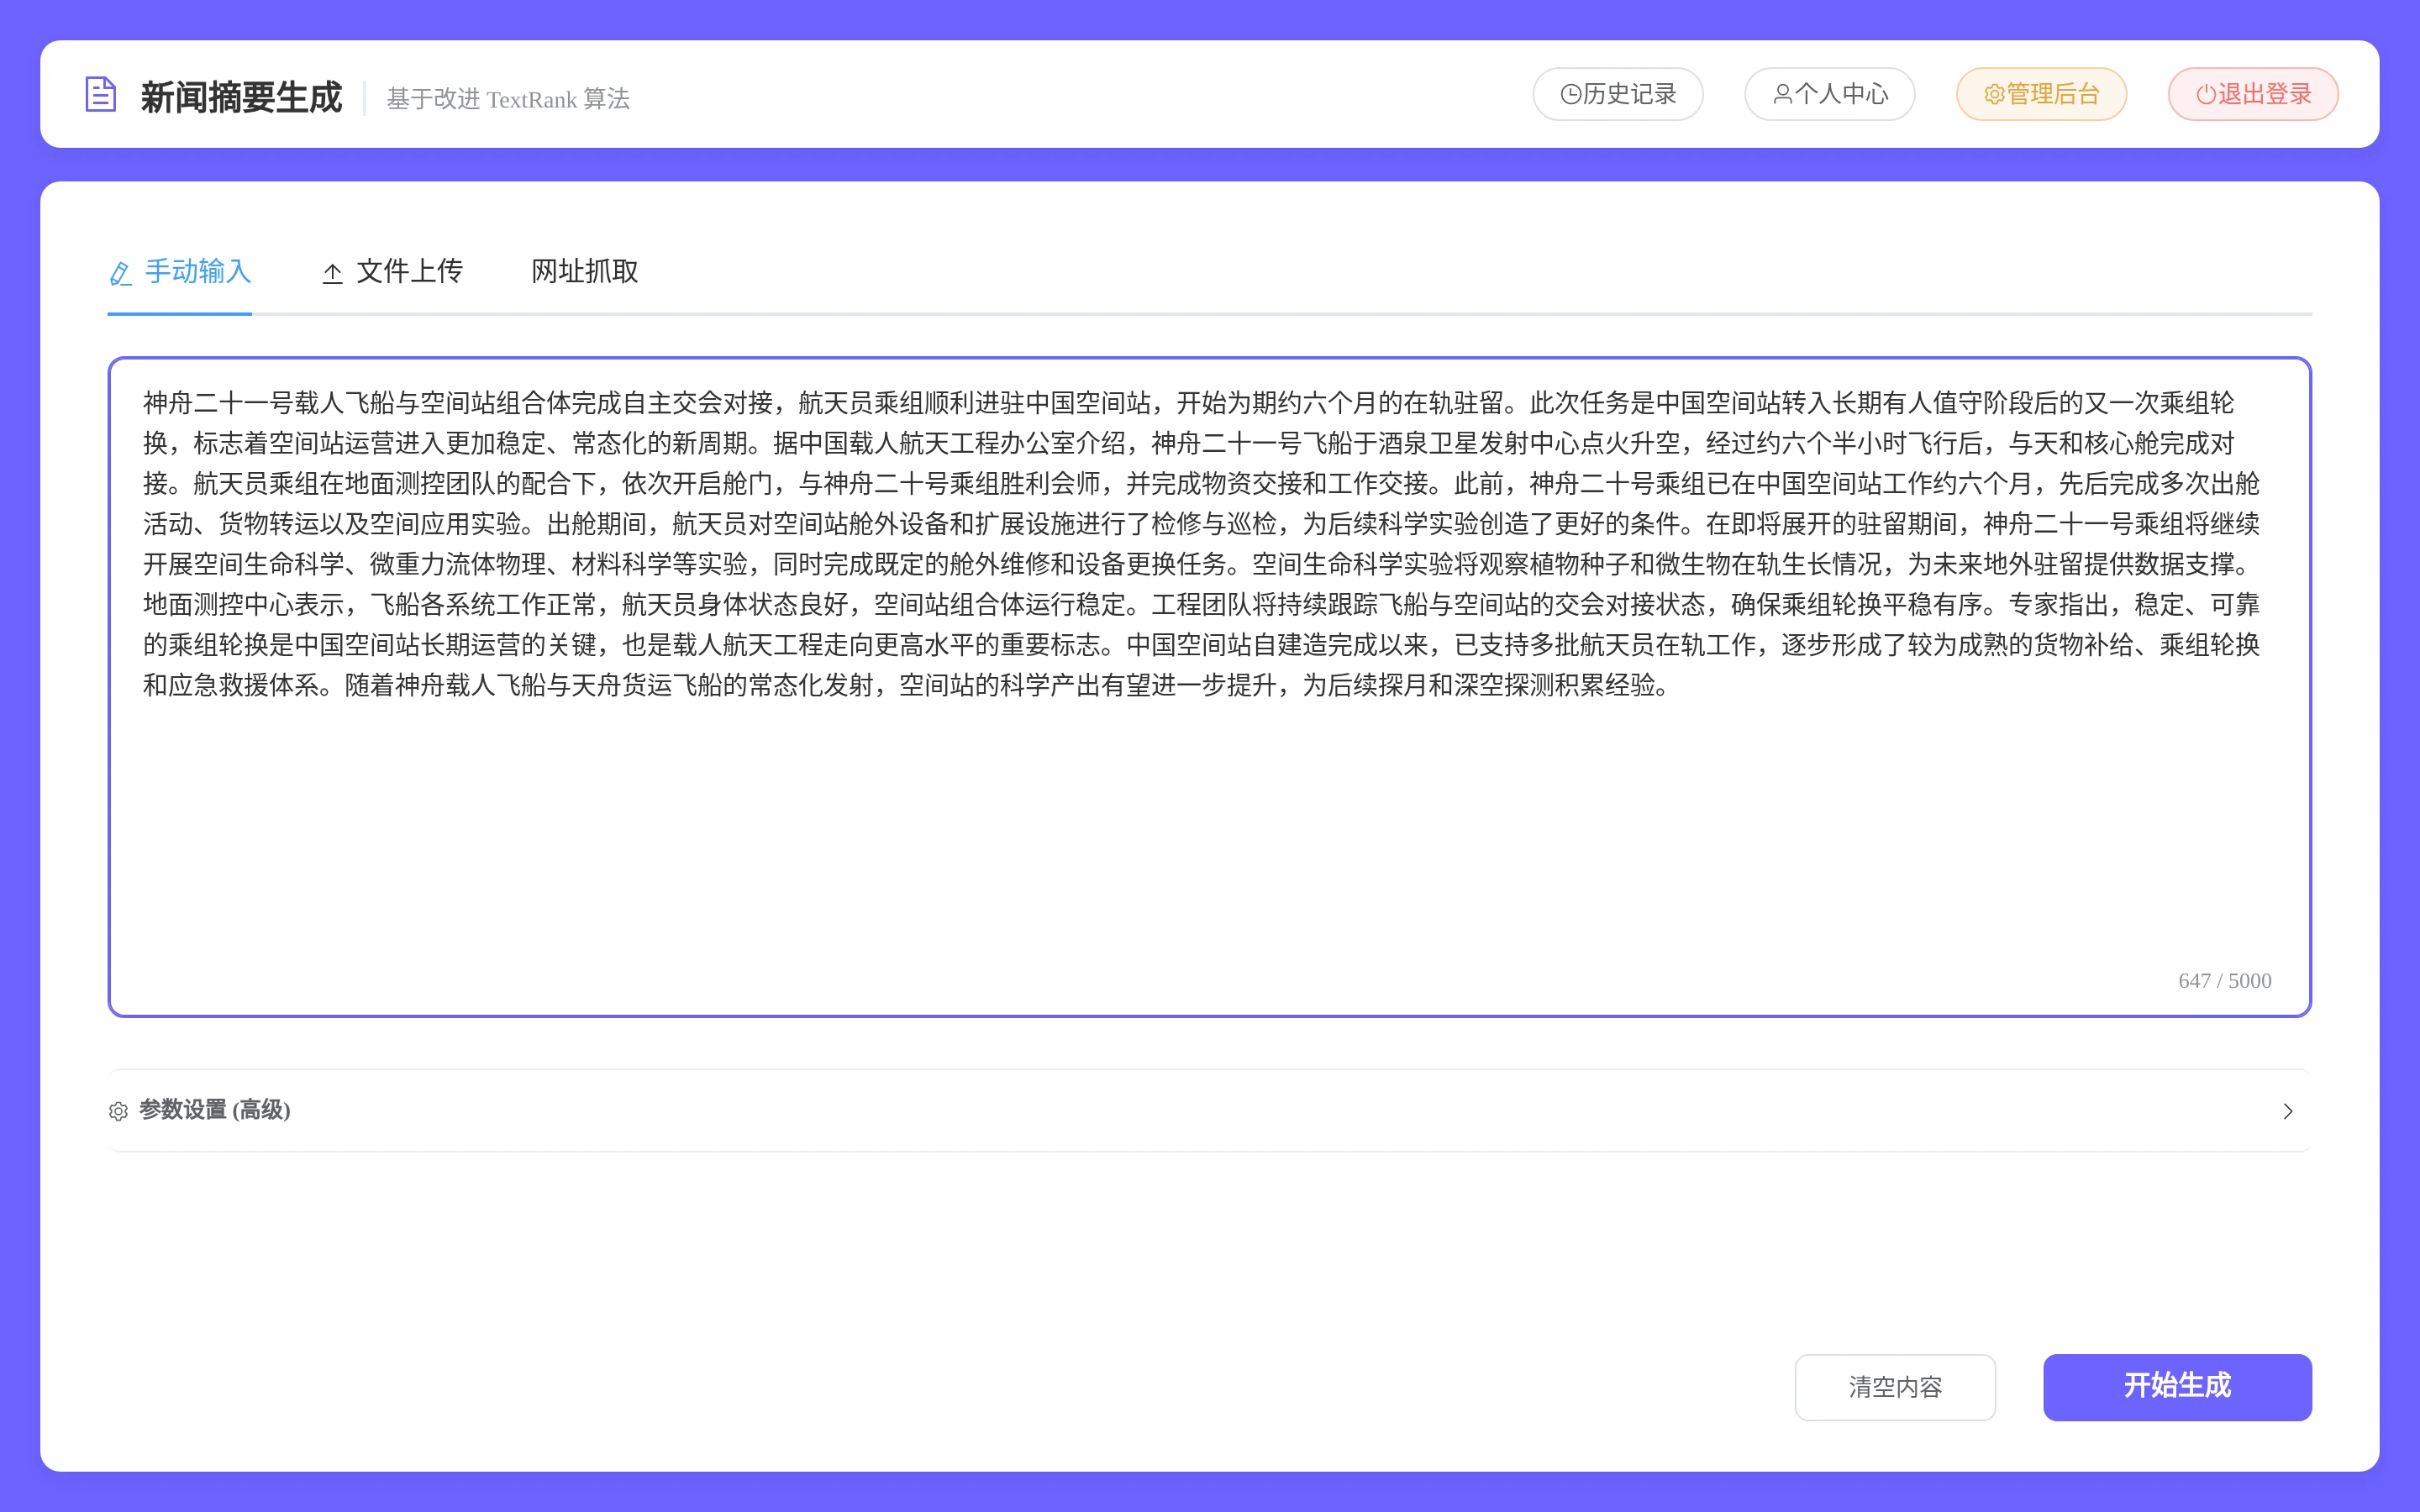 新闻摘要生成
基于改进 TextRank 算法
历史记录
个人中心
管理后台
退出登录
手动输入
文件上传
网址抓取
神舟二十一号载人飞船与空间站组合体完成自主交会对接，航天员乘组顺利进驻中国空间站，开始为期约六个月的在轨驻留。此次任务是中国空间站转入长期有人值守阶段后的又一次乘组轮
换，标志着空间站运营进入更加稳定、常态化的新周期。据中国载人航天工程办公室介绍，神舟二十一号飞船于酒泉卫星发射中心点火升空，经过约六个半小时飞行后，与天和核心舱完成对
接。航天员乘组在地面测控团队的配合下，依次开启舱门，与神舟二十号乘组胜利会师，并完成物资交接和工作交接。此前，神舟二十号乘组已在中国空间站工作约六个月，先后完成多次出舱
活动、货物转运以及空间应用实验。出舱期间，航天员对空间站舱外设备和扩展设施进行了检修与巡检，为后续科学实验创造了更好的条件。在即将展开的驻留期间，神舟二十一号乘组将继续
开展空间生命科学、微重力流体物理、材料科学等实验，同时完成既定的舱外维修和设备更换任务。空间生命科学实验将观察植物种子和微生物在轨生长情况，为未来地外驻留提供数据支撑。
地面测控中心表示，飞船各系统工作正常，航天员身体状态良好，空间站组合体运行稳定。工程团队将持续跟踪飞船与空间站的交会对接状态，确保乘组轮换平稳有序。专家指出，稳定、可靠
的乘组轮换是中国空间站长期运营的关键，也是载人航天工程走向更高水平的重要标志。中国空间站自建造完成以来，已支持多批航天员在轨工作，逐步形成了较为成熟的货物补给、乘组轮换
和应急救援体系。随着神舟载人飞船与天舟货运飞船的常态化发射，空间站的科学产出有望进一步提升，为后续探月和深空探测积累经验。
647 / 5000
参数设置 (高级)
清空内容
开始生成